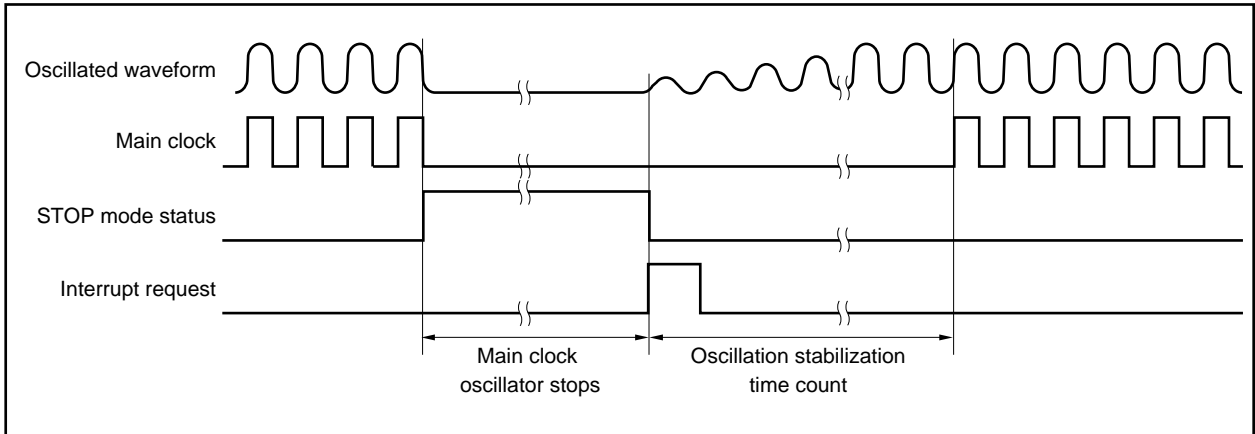 Oscillated waveform
Main clock
STOP mode status
Interrupt request
Main clock
oscillator stops
Oscillation stabilization
time count